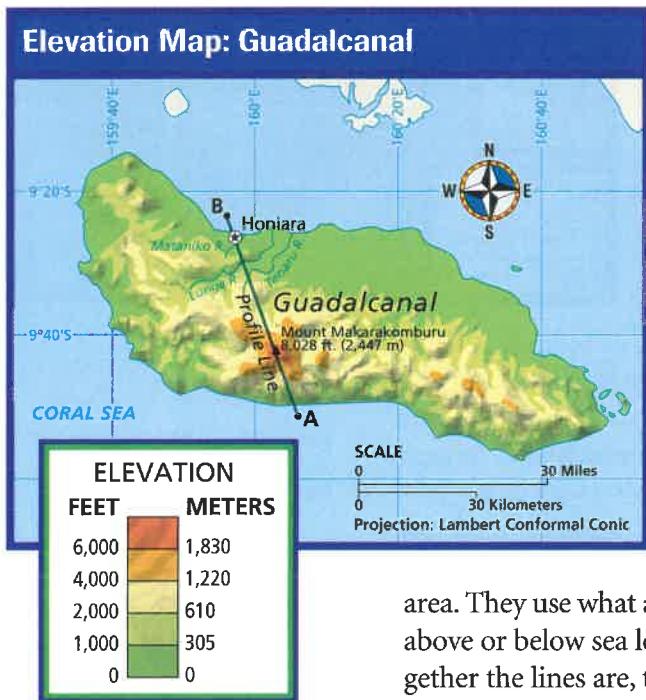 Elevation Map: Guadalcanal
159°40'E
160°E
160°20'E
160°40'E
9°20'S
N
W
E
S
B
Honiara
Mataniko R.
Lunga R.
Tenaru R.
Profile Line
Guadalcanal
Mount Makarakomburu
8,028 ft. (2,447 m)
9°40'S
CORAL SEA
A
SCALE
0 30 Miles
0 30 Kilometers
Projection: Lambert Conformal Conic
ELEVATION
FEET METERS
6,000 1,830
4,000 1,220
2,000 610
1,000 305
0 0
area. They use what a
above or below sea le
gether the lines are, t